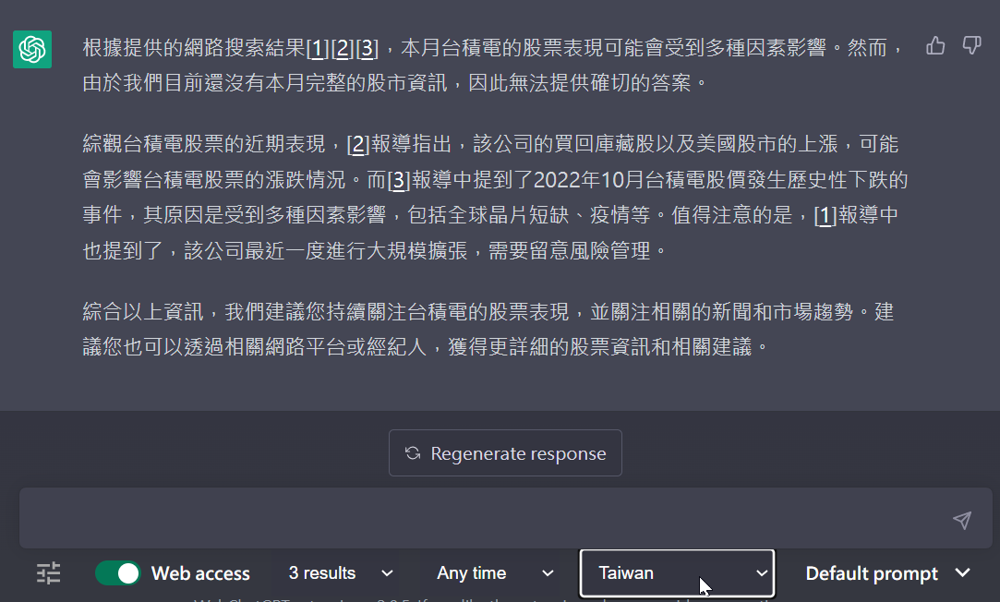 根據提供的網路搜索結果[1][2][3]，本月台積電的股票表現可能會受到多種因素影響。然而，
由於我們目前還沒有本月完整的股市資訊，因此無法提供確切的答案。
綜觀台積電股票的近期表現，[2]報導指出，該公司的買回庫藏股以及美國股市的上漲，可能
會影響台積電股票的漲跌情況。而[3]報導中提到了2022年10月台積電股價發生歷史性下跌的
事件，其原因是受到多種因素影響，包括全球晶片短缺、疫情等。值得注意的是，[1]報導中
也提到了，該公司最近一度進行大規模擴張，需要留意風險管理。
綜合以上資訊，我們建議您持續關注台積電的股票表現，並關注相關的新聞和市場趨勢。建
議您也可以透過相關網路平台或經紀人，獲得更詳細的股票資訊和相關建議。
Regenerate response
Web access 3 results Any time Taiwan Default prompt